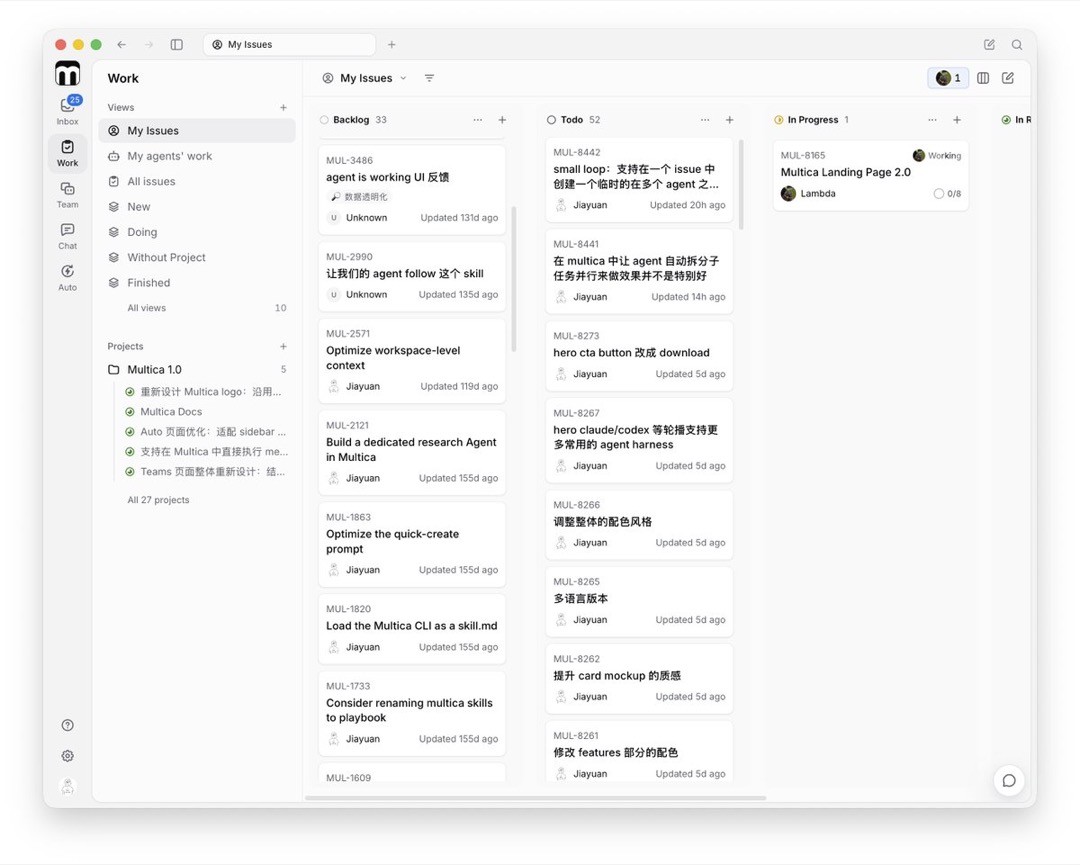 My Issues
25
Inbox
Work
Team
Chat
Auto
Work
Views
My Issues
My agents' work
All issues
New
Doing
Without Project
Finished
All views 10
Projects
Multica 1.0 5
重新设计 Multica logo：沿用...
Multica Docs
Auto 页面优化：适配 sidebar ...
支持在 Multica 中直接执行 me...
Teams 页面整体重新设计：结...
All 27 projects
My Issues
1
Backlog 33
MUL-3486
agent is working UI 反馈
数据透明化
U Unknown Updated 131d ago
MUL-2990
让我们的 agent follow 这个 skill
U Unknown Updated 135d ago
MUL-2571
Optimize workspace-level
context
Jiayuan Updated 119d ago
MUL-2121
Build a dedicated research Agent
in Multica
Jiayuan Updated 155d ago
MUL-1863
Optimize the quick-create
prompt
Jiayuan Updated 155d ago
MUL-1820
Load the Multica CLI as a skill.md
Jiayuan Updated 155d ago
MUL-1733
Consider renaming multica skills
to playbook
Jiayuan Updated 155d ago
MUL-1609
Todo 52
MUL-8442
small loop：支持在一个 issue 中
创建一个临时的在多个 agent 之...
Jiayuan Updated 20h ago
MUL-8441
在 multica 中让 agent 自动拆分子
任务并行来做效果并不是特别好
Jiayuan Updated 14h ago
MUL-8273
hero cta button 改成 download
Jiayuan Updated 5d ago
MUL-8267
hero claude/codex 等轮播支持更
多常用的 agent harness
Jiayuan Updated 5d ago
MUL-8266
调整整体的配色风格
Jiayuan Updated 5d ago
MUL-8265
多语言版本
Jiayuan Updated 5d ago
MUL-8262
提升 card mockup 的质感
Jiayuan Updated 5d ago
MUL-8261
修改 features 部分的配色
Jiayuan Updated 5d ago
In Progress 1
MUL-8165 Working
Multica Landing Page 2.0
Lambda 0/8
In R